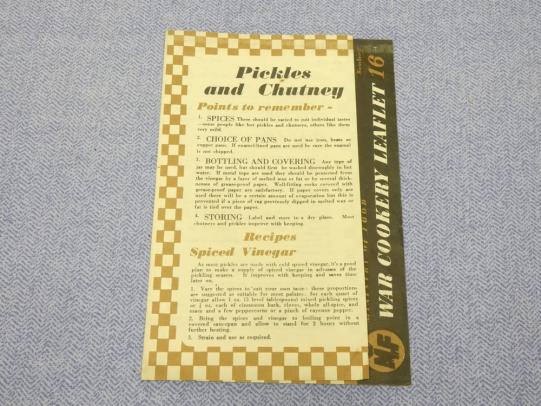 Pickles
and Chutney
Points to remember -
1. SPICES These should be varied to suit individual tastes
—some people like hot pickles and chutneys, others like them
very mild.
2. CHOICE OF PANS Do not use iron, brass or
copper pans. If enamel-lined pans are used be sure the enamel
is not chipped.
3. BOTTLING AND COVERING Any type of
jar may be used, but should first be washed thoroughly in hot
water. If metal tops are used they should be protected from
the vinegar by a layer of melted wax or fat or by several thick-
nesses of grease-proof paper. Well-fitting corks covered with
grease-proof paper are satisfactory. If paper covers only are
used there will be a certain amount of evaporation but this is
prevented if a piece of rag previously dipped in melted wax or
fat is tied over the paper.
4. STORING Label and store in a dry place. Most
chutneys and pickles improve with keeping.
Recipes
Spiced Vinegar
As most pickles are made with cold spiced vinegar, it's a good
plan to make a supply of spiced vinegar in advance of the
pickling season. It improves with keeping and saves time
later on.
1. Vary the spices to suit your own taste: these proportions
are suggested as suitable for most palates: for each quart of
vinegar allow 1 oz. (1 level tablespoon) mixed pickling spices
or ¼ oz. each of cinnamon bark, cloves, whole all-spice, and
mace and a few peppercorns or a pinch of cayenne pepper.
2. Bring the spices and vinegar to boiling point in a
covered saucepan and allow to stand for 2 hours without
further heating.
3. Strain and use as required.
Number 16
WAR COOKERY LEAFLET
MINISTRY OF FOOD